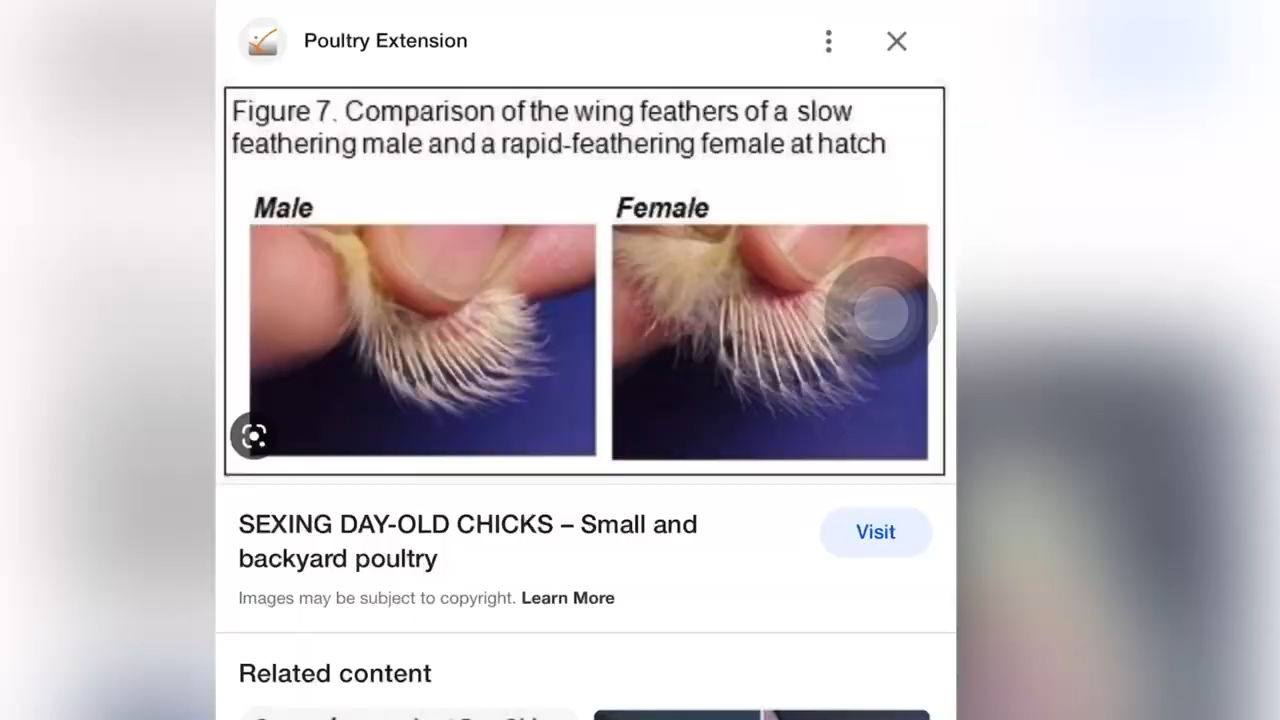 Poultry Extension
Figure 7. Comparison of the wing feathers of a slow
feathering male and a rapid-feathering female at hatch
Male
Female
SEXING DAY-OLD CHICKS – Small and
backyard poultry
Visit
Images may be subject to copyright. Learn More
Related content